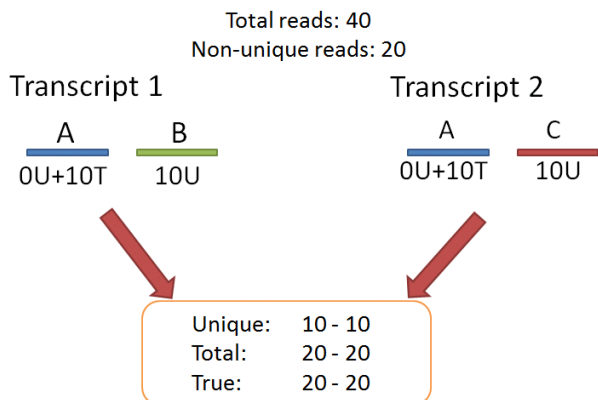 Total reads: 40
Non-unique reads: 20
Transcript 1
Transcript 2
A
B
A
C
0U+10T
10U
0U+10T
10U
Unique: 10 - 10
Total: 20 - 20
True: 20 - 20